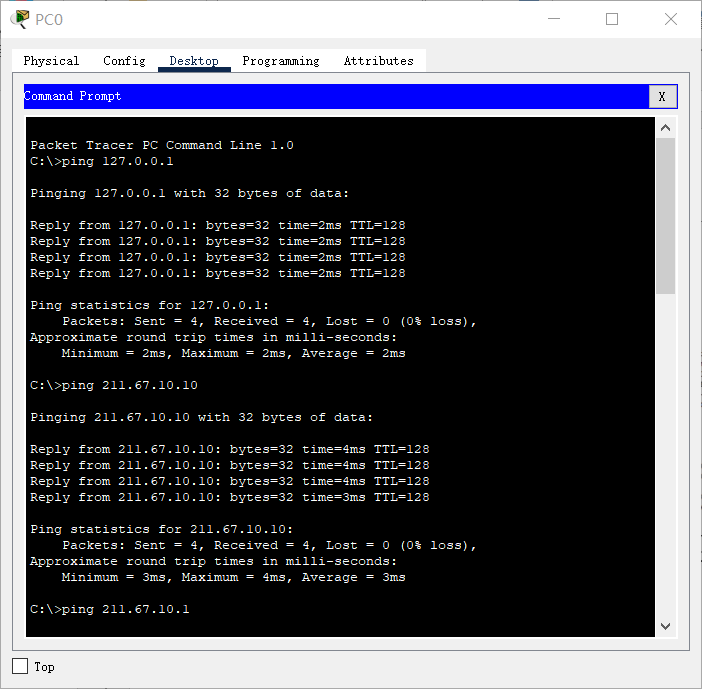 PC0
Physical Config Desktop Programming Attributes
Command Prompt X
Packet Tracer PC Command Line 1.0
C:\>ping 127.0.0.1
Pinging 127.0.0.1 with 32 bytes of data:
Reply from 127.0.0.1: bytes=32 time=2ms TTL=128
Reply from 127.0.0.1: bytes=32 time=2ms TTL=128
Reply from 127.0.0.1: bytes=32 time=2ms TTL=128
Reply from 127.0.0.1: bytes=32 time=2ms TTL=128
Ping statistics for 127.0.0.1:
Packets: Sent = 4, Received = 4, Lost = 0 (0% loss),
Approximate round trip times in milli-seconds:
Minimum = 2ms, Maximum = 2ms, Average = 2ms
C:\>ping 211.67.10.10
Pinging 211.67.10.10 with 32 bytes of data:
Reply from 211.67.10.10: bytes=32 time=4ms TTL=128
Reply from 211.67.10.10: bytes=32 time=4ms TTL=128
Reply from 211.67.10.10: bytes=32 time=4ms TTL=128
Reply from 211.67.10.10: bytes=32 time=3ms TTL=128
Ping statistics for 211.67.10.10:
Packets: Sent = 4, Received = 4, Lost = 0 (0% loss),
Approximate round trip times in milli-seconds:
Minimum = 3ms, Maximum = 4ms, Average = 3ms
C:\>ping 211.67.10.1
Top